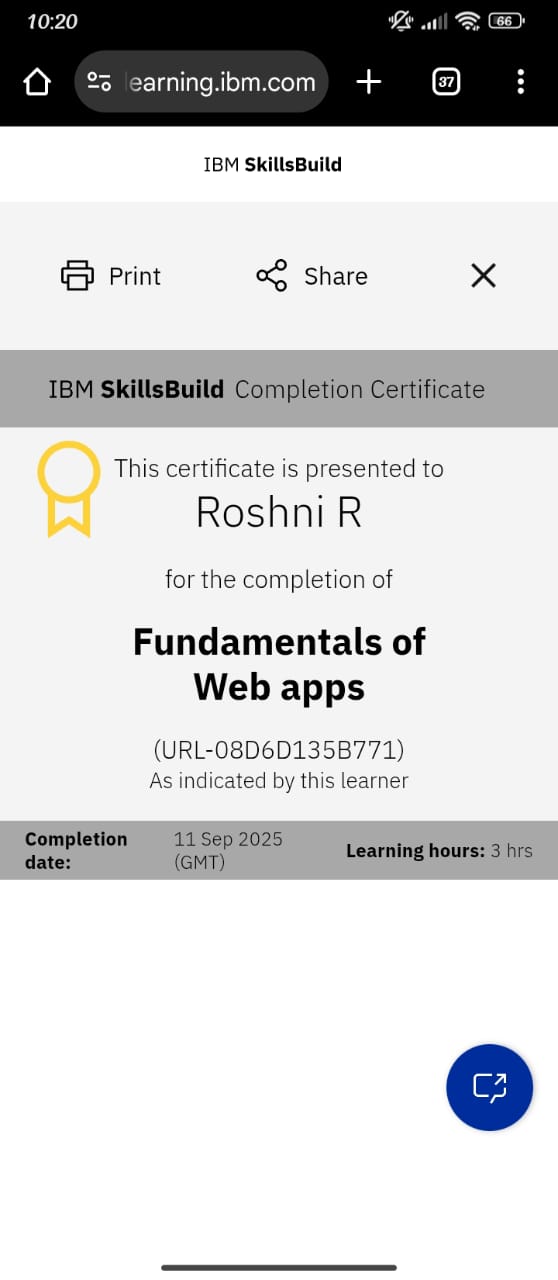 10:20
66
earning.ibm.com
37
IBM SkillsBuild
Print
Share
IBM SkillsBuild Completion Certificate
This certificate is presented to
Roshni R
for the completion of
Fundamentals of
Web apps
(URL-08D6D135B771)
As indicated by this learner
Completion
date:
11 Sep 2025
(GMT)
Learning hours: 3 hrs